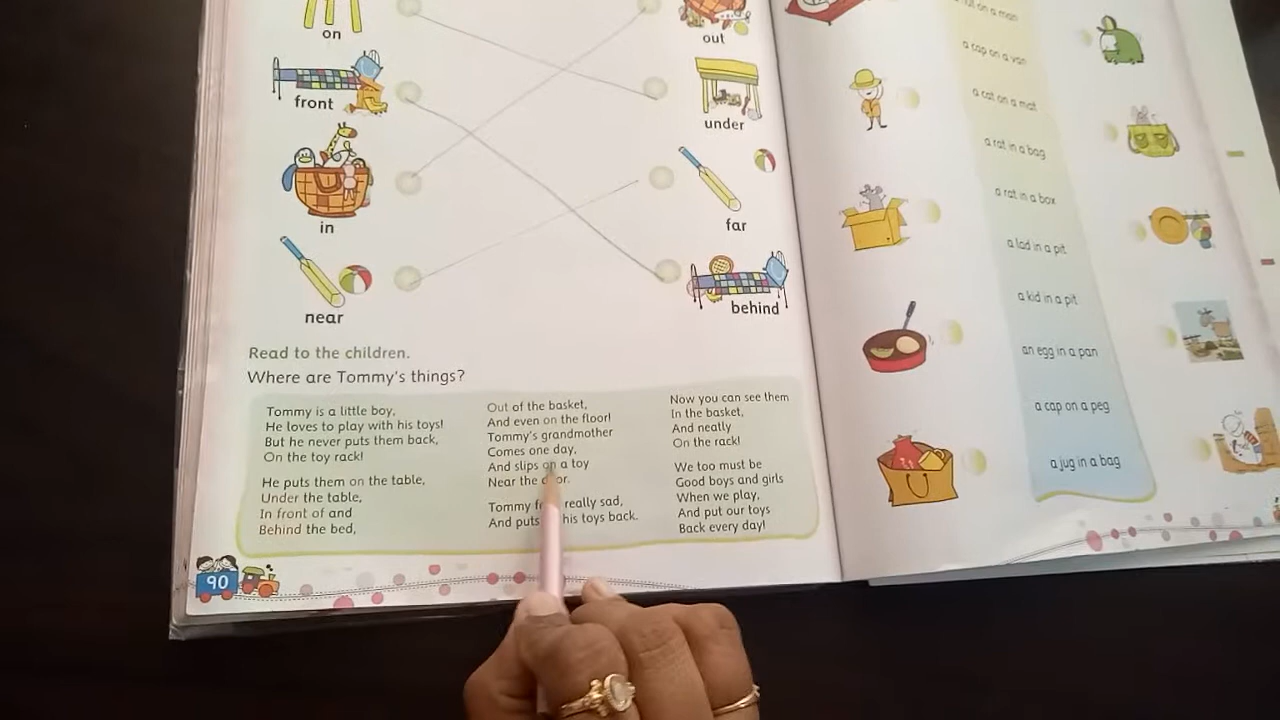 on
out
front
under
in
far
near
behind
Read to the children.
Where are Tommy's things?
Tommy is a little boy,
He loves to play with his toys!
But he never puts them back,
On the toy rack!
He puts them on the table,
Under the table,
In front of and
Behind the bed,
Out of the basket,
And even on the floor!
Tommy's grandmother
Comes one day,
And slips on a toy
Near the door.
Tommy really sad,
And puts his toys back.
Now you can see them
In the basket,
And neatly
On the rack!
We too must be
Good boys and girls
When we play,
And put our toys
Back every day!
90
on a man
a cap on a van
a cat on a mat
a rat in a bag
a rat in a box
a lad in a pit
a kid in a pit
an egg in a pan
a cap on a peg
a jug in a bag